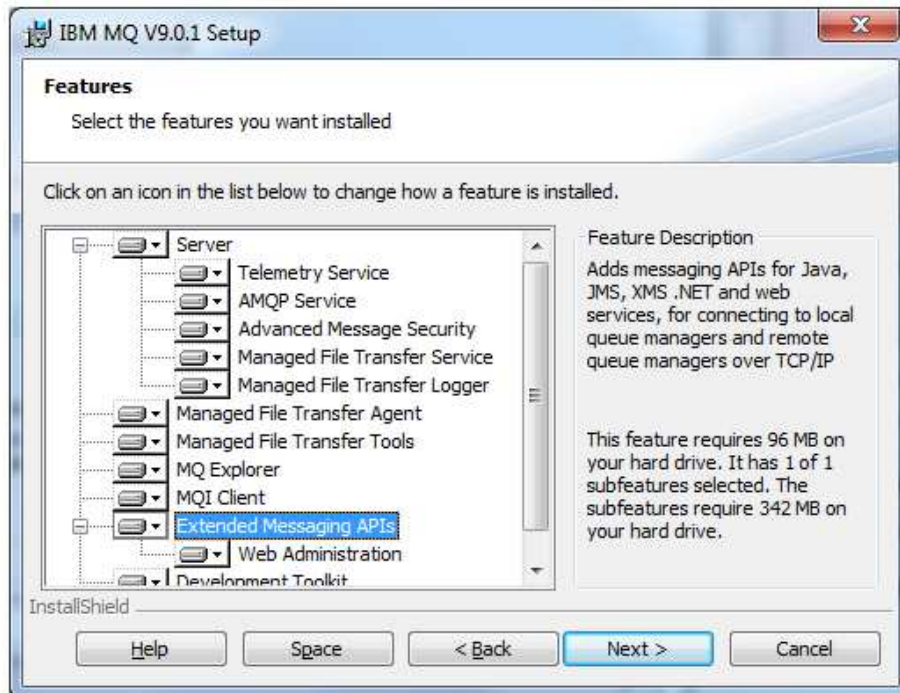 IBM MQ V9.0.1 Setup
Features
Select the features you want installed
Click on an icon in the list below to change how a feature is installed.
Server
Telemetry Service
AMQP Service
Advanced Message Security
Managed File Transfer Service
Managed File Transfer Logger
Managed File Transfer Agent
Managed File Transfer Tools
MQ Explorer
MQI Client
Extended Messaging APIs
Web Administration
Development Toolkit
Feature Description
Adds messaging APIs for Java,
JMS, XMS .NET and web
services, for connecting to local
queue managers and remote
queue managers over TCP/IP
This feature requires 96 MB on
your hard drive. It has 1 of 1
subfeatures selected. The
subfeatures require 342 MB on
your hard drive.
InstallShield
Help
Space
< Back
Next >
Cancel